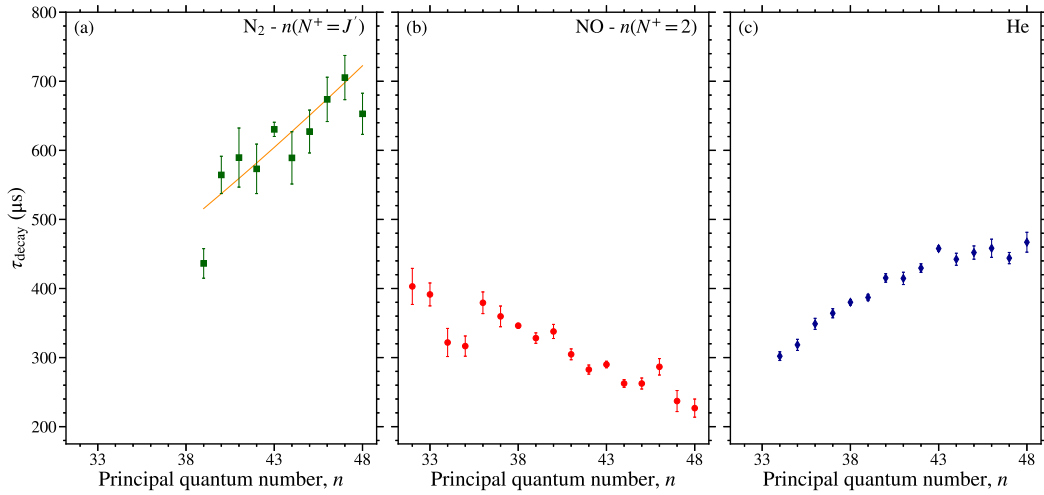 (a) N₂ - n(N⁺ = J′)
(b) NO - n(N⁺ = 2)
(c) He
800
700
600
500
400
300
200
τdecay (μs)
33 38 43 48
33 38 43 48
33 38 43 48
Principal quantum number, n
Principal quantum number, n
Principal quantum number, n